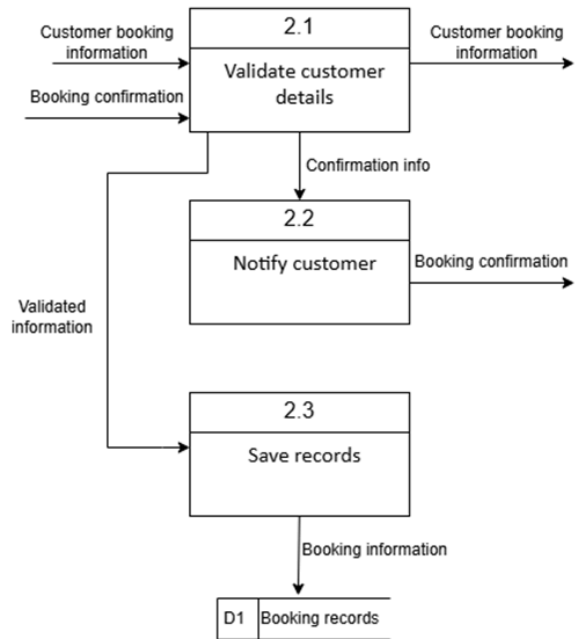 2.1
Customer booking
information
Validate customer
details
Customer booking
information
Booking confirmation
Confirmation info
2.2
Notify customer
Booking confirmation
Validated
information
2.3
Save records
Booking information
D1
Booking records